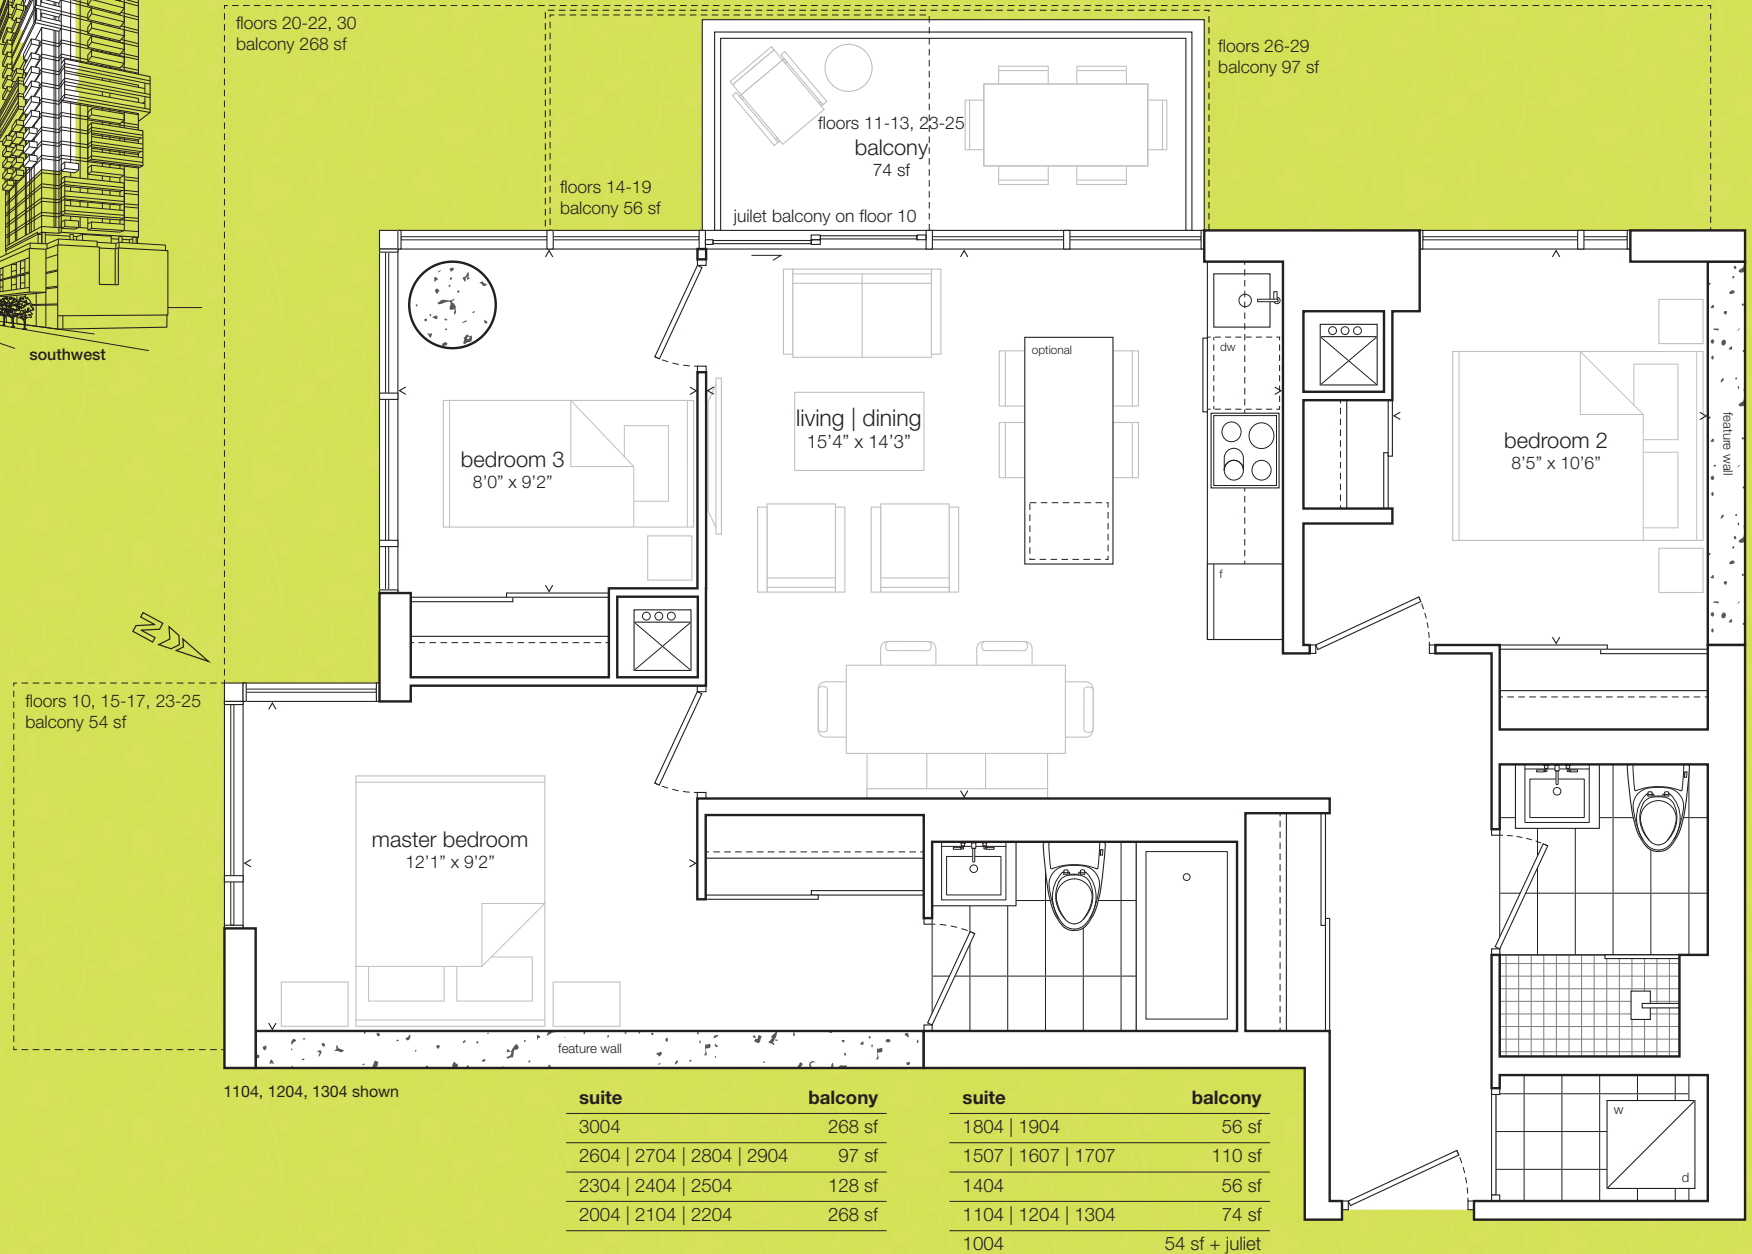 floors 20-22, 30
balcony 268 sf
floors 26-29
balcony 97 sf
floors 11-13, 23-25
balcony
74 sf
floors 14-19
balcony 56 sf
juilet balcony on floor 10
southwest
optional
dw
living | dining
15'4" x 14'3"
bedroom 3
8'0" x 9'2"
bedroom 2
8'5" x 10'6"
feature wall
f
N
floors 10, 15-17, 23-25
balcony 54 sf
master bedroom
12'1" x 9'2"
feature wall
w
d
1104, 1204, 1304 shown
suite balcony
3004 268 sf
2604 | 2704 | 2804 | 2904 97 sf
2304 | 2404 | 2504 128 sf
2004 | 2104 | 2204 268 sf
suite balcony
1804 | 1904 56 sf
1507 | 1607 | 1707 110 sf
1404 56 sf
1104 | 1204 | 1304 74 sf
1004 54 sf + juliet